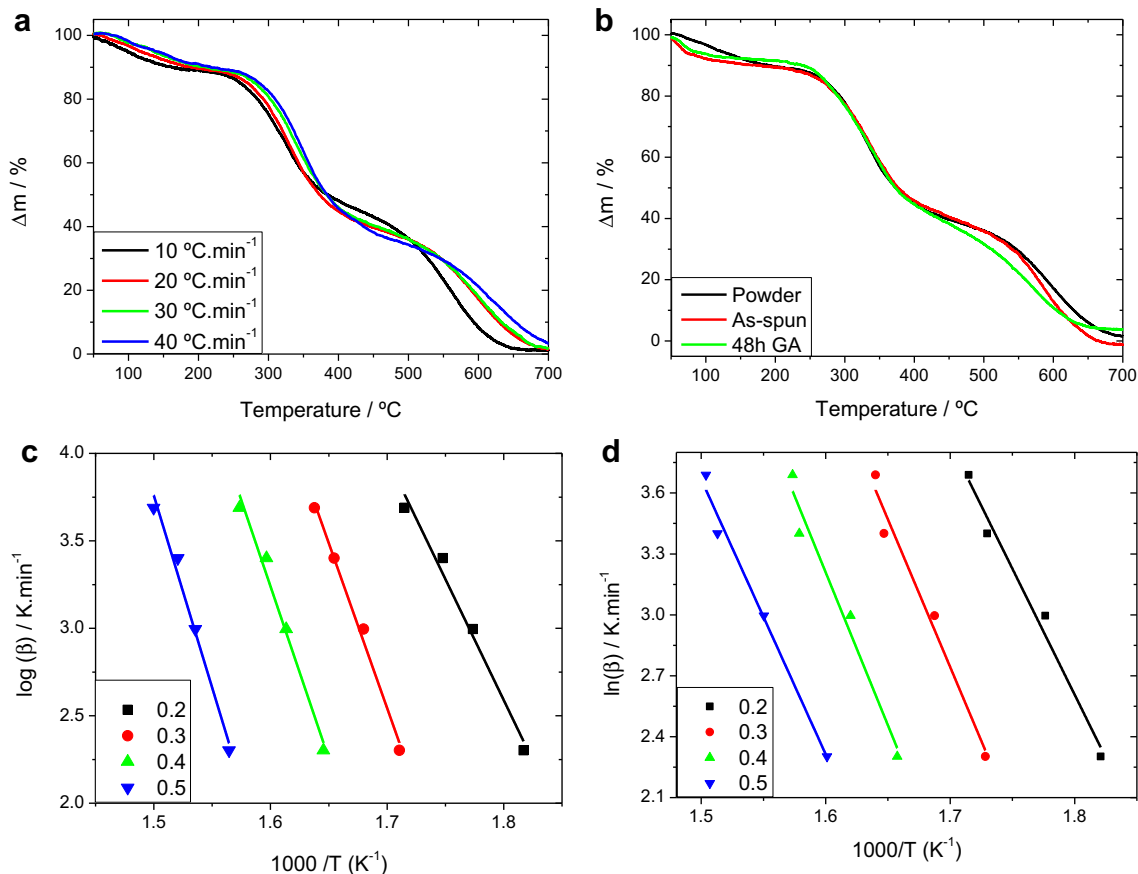 a
100
80
60
40
20
0
Δm / %
10 ºC.min⁻¹
20 ºC.min⁻¹
30 ºC.min⁻¹
40 ºC.min⁻¹
100 200 300 400 500 600 700
Temperature / ºC
b
100
80
60
40
20
0
Δm / %
Powder
As-spun
48h GA
100 200 300 400 500 600 700
Temperature / ºC
c
4.0
3.5
3.0
2.5
2.0
log (β) / K.min⁻¹
0.2
0.3
0.4
0.5
1.5 1.6 1.7 1.8
1000 /T (K⁻¹)
d
3.6
3.3
3.0
2.7
2.4
2.1
ln(β) / K.min⁻¹
0.2
0.3
0.4
0.5
1.5 1.6 1.7 1.8
1000/T (K⁻¹)